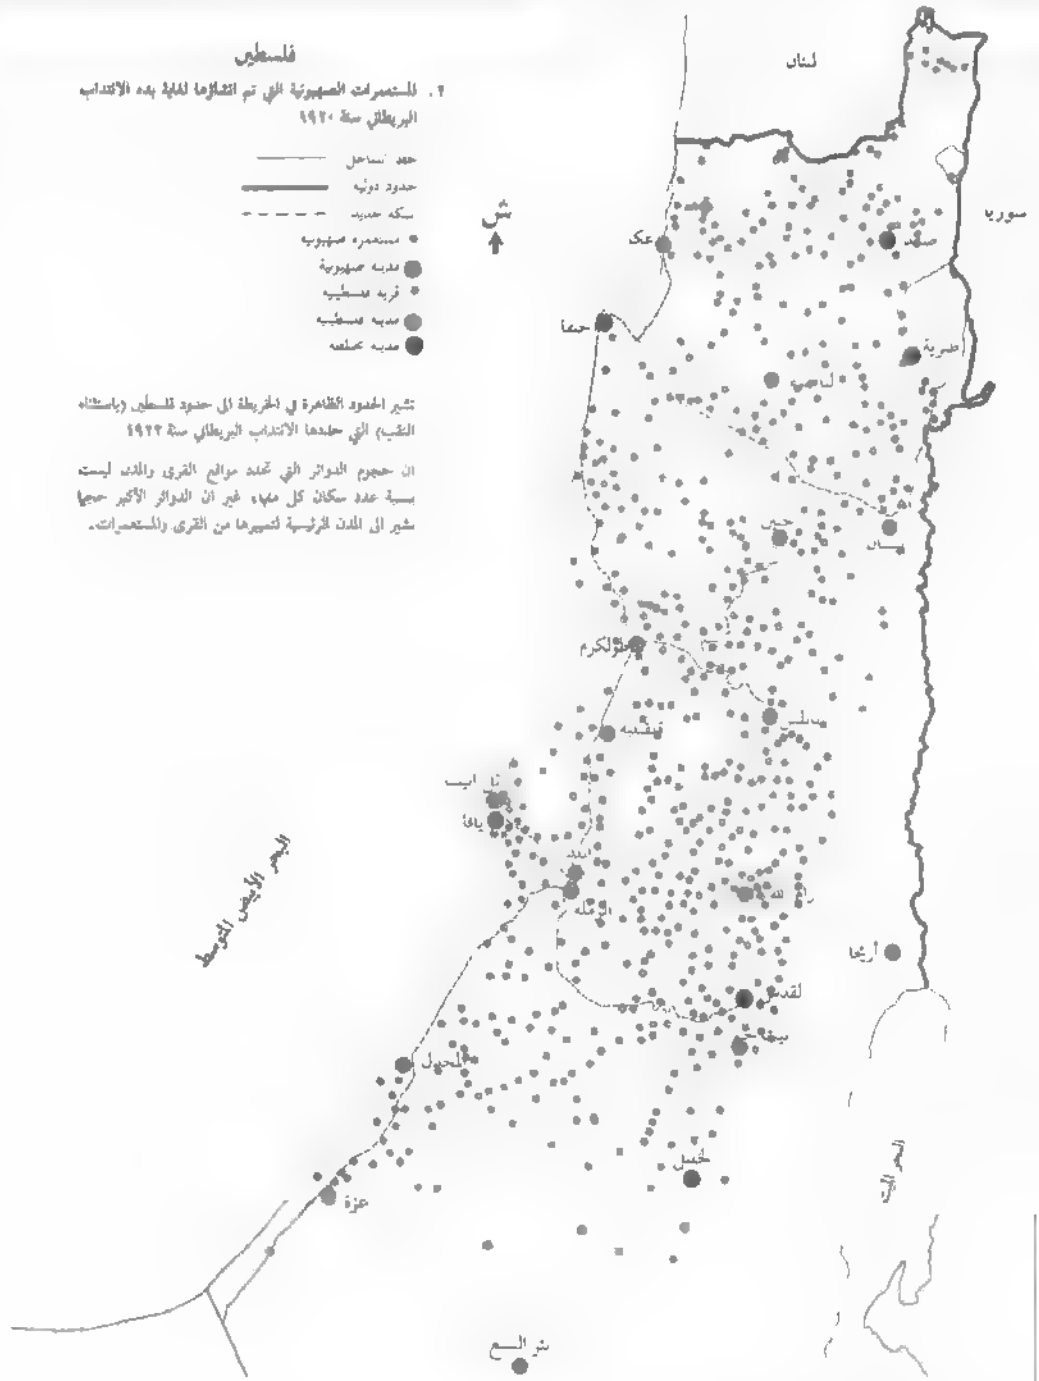 فلسطين
٢. المستعمرات الصهيونية التي تم انشاؤها لغاية بدء الانتداب
البريطاني سنة ١٩٢٠
خط الساحل
حدود دولية
سكة حديد
مستعمرة صهيونية
مدينة صهيونية
قرية فلسطينية
مدينة فلسطينية
مدينة مختلطة
تشير الحدود الظاهرة في الخريطة الى حدود فلسطين (باستثناء
النقب) التي حددها الانتداب البريطاني سنة ١٩٢٢
ان حجوم الدوائر التي تحدد مواقع القرى والمدن ليست
بنسبة عدد سكان كل منها، غير ان الدوائر الأكبر حجما
تشير الى المدن الرئيسية لتمييزها من القرى والمستعمرات.
لبنان
سوريا
ش
عكا
صفد
حيفا
طبرية
الناصرة
جنين
بيسان
طولكرم
نابلس
قلقيلية
تل ابيب
يافا
اللد
الرملة
رام الله
أريحا
القدس
بيت لحم
المجدل
الخليل
غزة
بئر السبع
البحر الأبيض المتوسط
البحر الميت